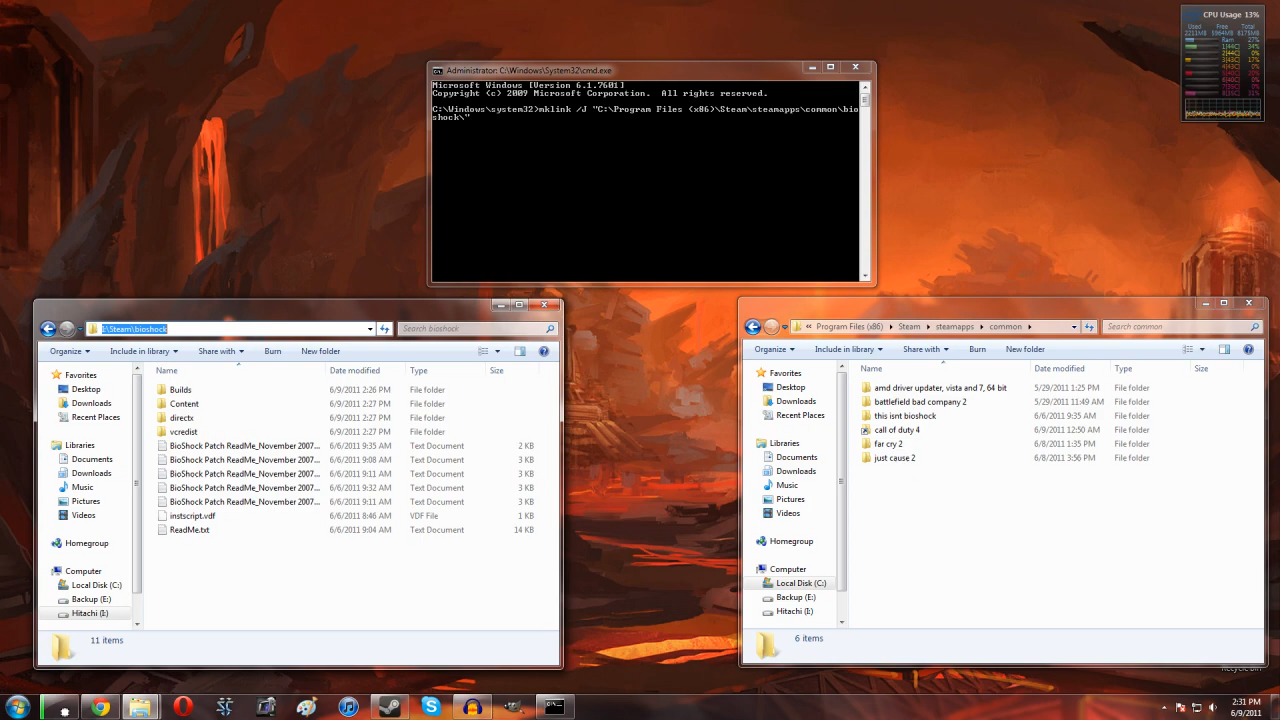 CPU Usage 13%
Used Free Total
2211MB 5964MB 8175MB
Ram 27%
Administrator: C:\Windows\System32\cmd.exe
Microsoft Windows [Version 6.1.7601]
Copyright (c) 2009 Microsoft Corporation.  All rights reserved.
C:\Windows\system32>mklink /J "C:\Program Files (x86)\Steam\steamapps\common\bio
shock\"
I:\Steam\bioshock
Search bioshock
Organize Include in library Share with Burn New folder
Name Date modified Type Size
Favorites
Desktop
Downloads
Recent Places
Libraries
Documents
Downloads
Music
Pictures
Videos
Homegroup
Computer
Local Disk (C:)
Backup (E:)
Hitachi (I:)
Builds 6/9/2011 2:26 PM File folder
Content 6/9/2011 2:27 PM File folder
directx 6/9/2011 2:27 PM File folder
vcredist 6/9/2011 2:27 PM File folder
BioShock Patch ReadMe_November 2007... 6/6/2011 9:35 AM Text Document 2 KB
BioShock Patch ReadMe_November 2007... 6/6/2011 9:08 AM Text Document 3 KB
BioShock Patch ReadMe_November 2007... 6/6/2011 9:11 AM Text Document 3 KB
BioShock Patch ReadMe_November 2007... 6/6/2011 9:32 AM Text Document 3 KB
BioShock Patch ReadMe_November 2007... 6/6/2011 9:11 AM Text Document 3 KB
instscript.vdf 6/6/2011 8:46 AM VDF File 1 KB
ReadMe.txt 6/6/2011 9:04 AM Text Document 14 KB
11 items
« Program Files (x86) Steam steamapps common
Search common
Organize Include in library Share with Burn New folder
Name Date modified Type Size
Favorites
Desktop
Downloads
Recent Places
Libraries
Documents
Downloads
Music
Pictures
Videos
Homegroup
Computer
Local Disk (C:)
Backup (E:)
Hitachi (I:)
amd driver updater, vista and 7, 64 bit 5/29/2011 1:25 PM File folder
battlefield bad company 2 5/29/2011 11:49 AM File folder
this isnt bioshock 6/6/2011 9:35 AM File folder
call of duty 4 6/9/2011 12:50 AM File folder
far cry 2 6/8/2011 1:35 PM File folder
just cause 2 6/8/2011 3:56 PM File folder
6 items
Recycle Bin
2:31 PM
6/9/2011